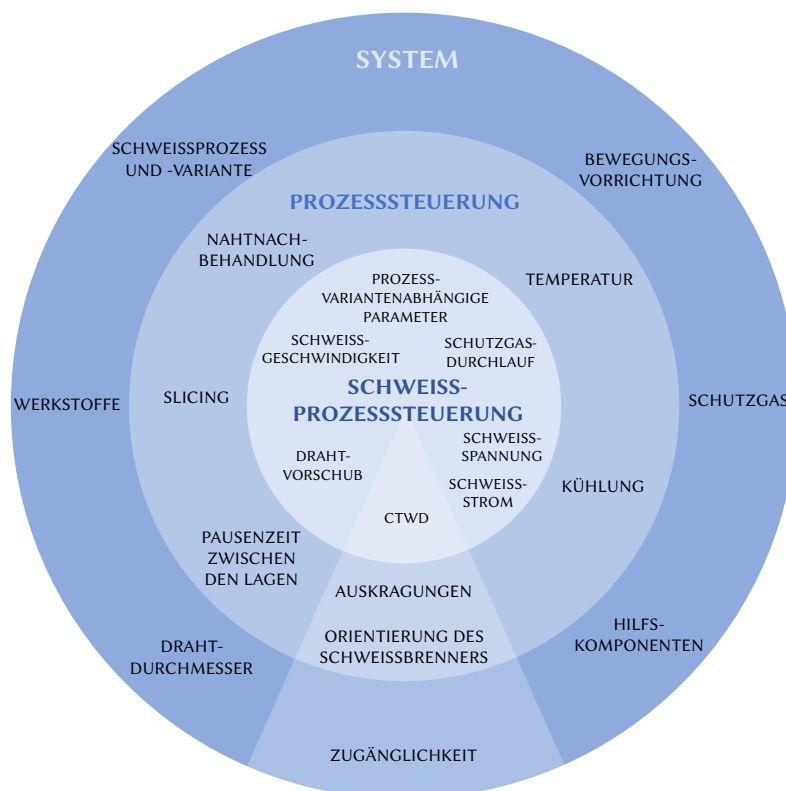 SYSTEM
SCHWEISSPROZESS
UND -VARIANTE
BEWEGUNGS-
VORRICHTUNG
PROZESSSTEUERUNG
NAHTNACH-
BEHANDLUNG
TEMPERATUR
PROZESS-
VARIANTENABHÄNGIGE
PARAMETER
SCHWEISS-
GESCHWINDIGKEIT
SCHUTZGAS-
DURCHLAUF
WERKSTOFFE
SLICING
SCHWEISS-
PROZESSSTEUERUNG
SCHUTZGAS
DRAHT-
VORSCHUB
SCHWEISS-
SPANNUNG
SCHWEISS-
STROM
KÜHLUNG
CTWD
PAUSENZEIT
ZWISCHEN
DEN LAGEN
AUSKRAGUNGEN
ORIENTIERUNG DES
SCHWEISSBRENNERS
DRAHT-
DURCHMESSER
HILFS-
KOMPONENTEN
ZUGÄNGLICHKEIT